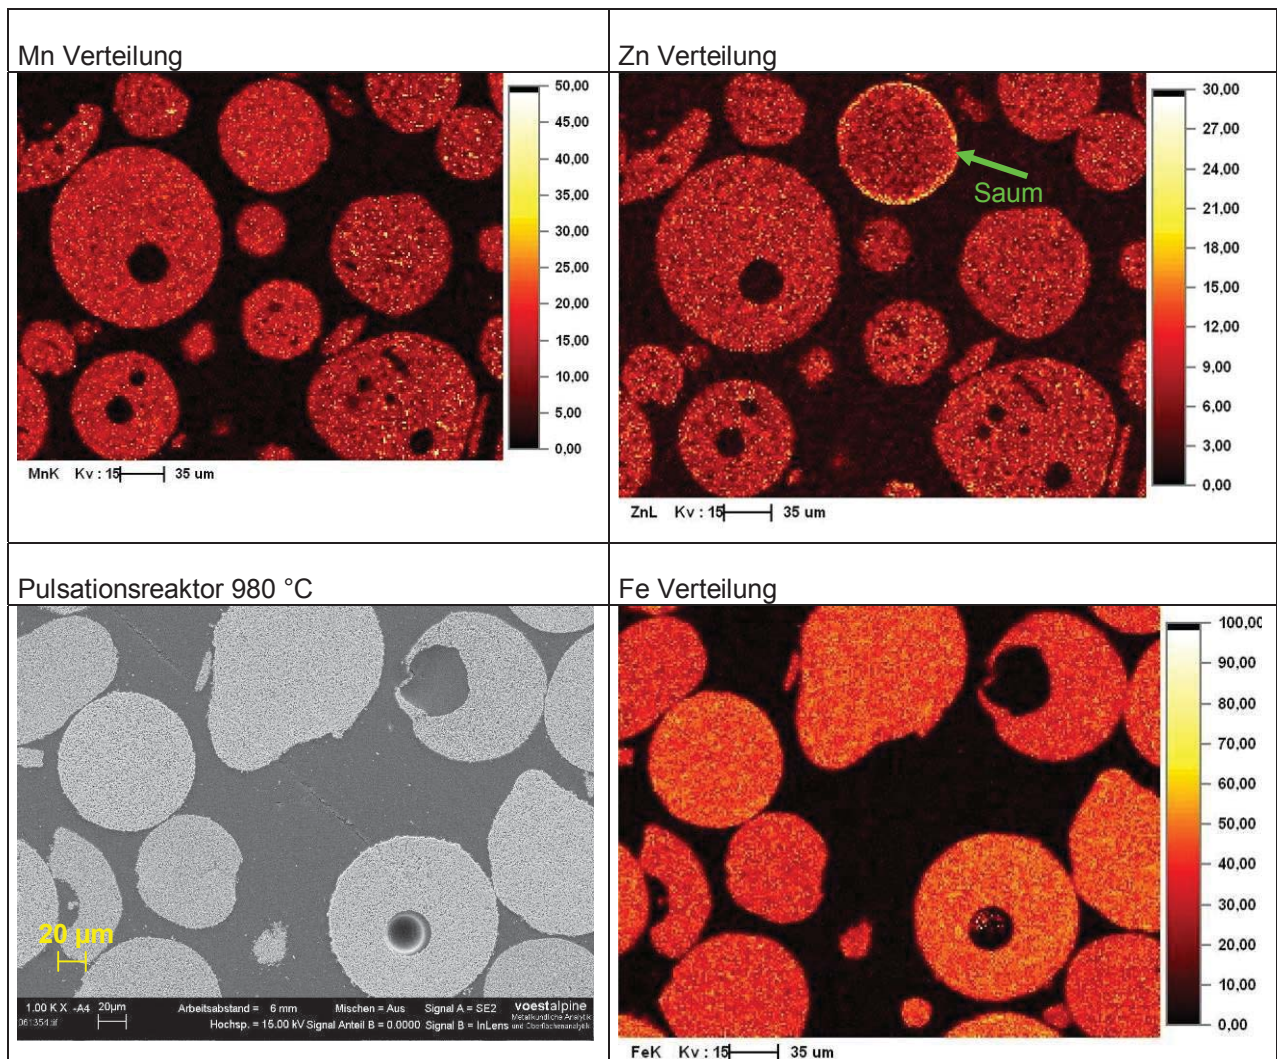 Mn Verteilung
Zn Verteilung
50,00
45,00
40,00
35,00
30,00
25,00
20,00
15,00
10,00
5,00
0,00
MnK Kv : 15 35 um
Saum
30,00
27,00
24,00
21,00
18,00
15,00
12,00
9,00
6,00
3,00
0,00
ZnL Kv : 15 35 um
Pulsationsreaktor 980 °C
Fe Verteilung
20 µm
1.00 K X -A4 20µm Arbeitsabstand = 6 mm Mischen = Aus Signal A = SE2 voestalpine
Hochsp. = 15.00 kV Signal Anteil B = 0.0000 Signal B = InLens
Metallkundliche Analytik
und Oberflächenanalytik
100,00
90,00
80,00
70,00
60,00
50,00
40,00
30,00
20,00
10,00
0,00
FeK Kv : 15 35 um